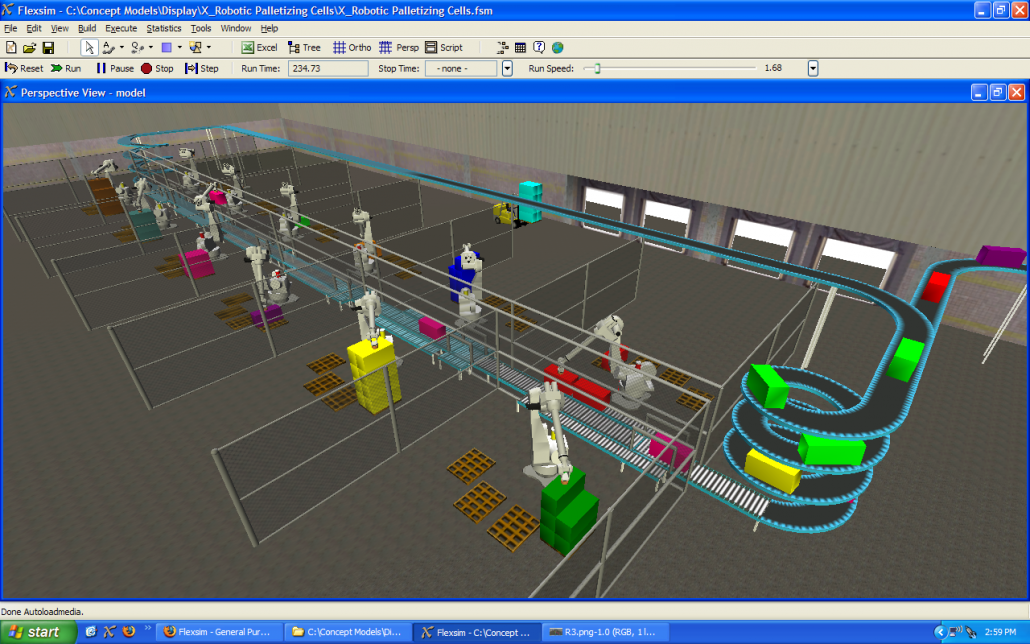 Flexsim - C:\Concept Models\Display\X_Robotic Palletizing Cells\X_Robotic Palletizing Cells.fsm
File Edit View Build Execute Statistics Tools Window Help
Excel Tree Ortho Persp Script
Reset Run Pause Stop Step Run Time: 234.73 Stop Time: - none - Run Speed: 1.68
Perspective View - model
Done Autoloadmedia.
start Flexsim - General Pur... C:\Concept Models\Di... Flexsim - C:\Concept ... R3.png-1.0 (RGB, 1 l... 2:59 PM